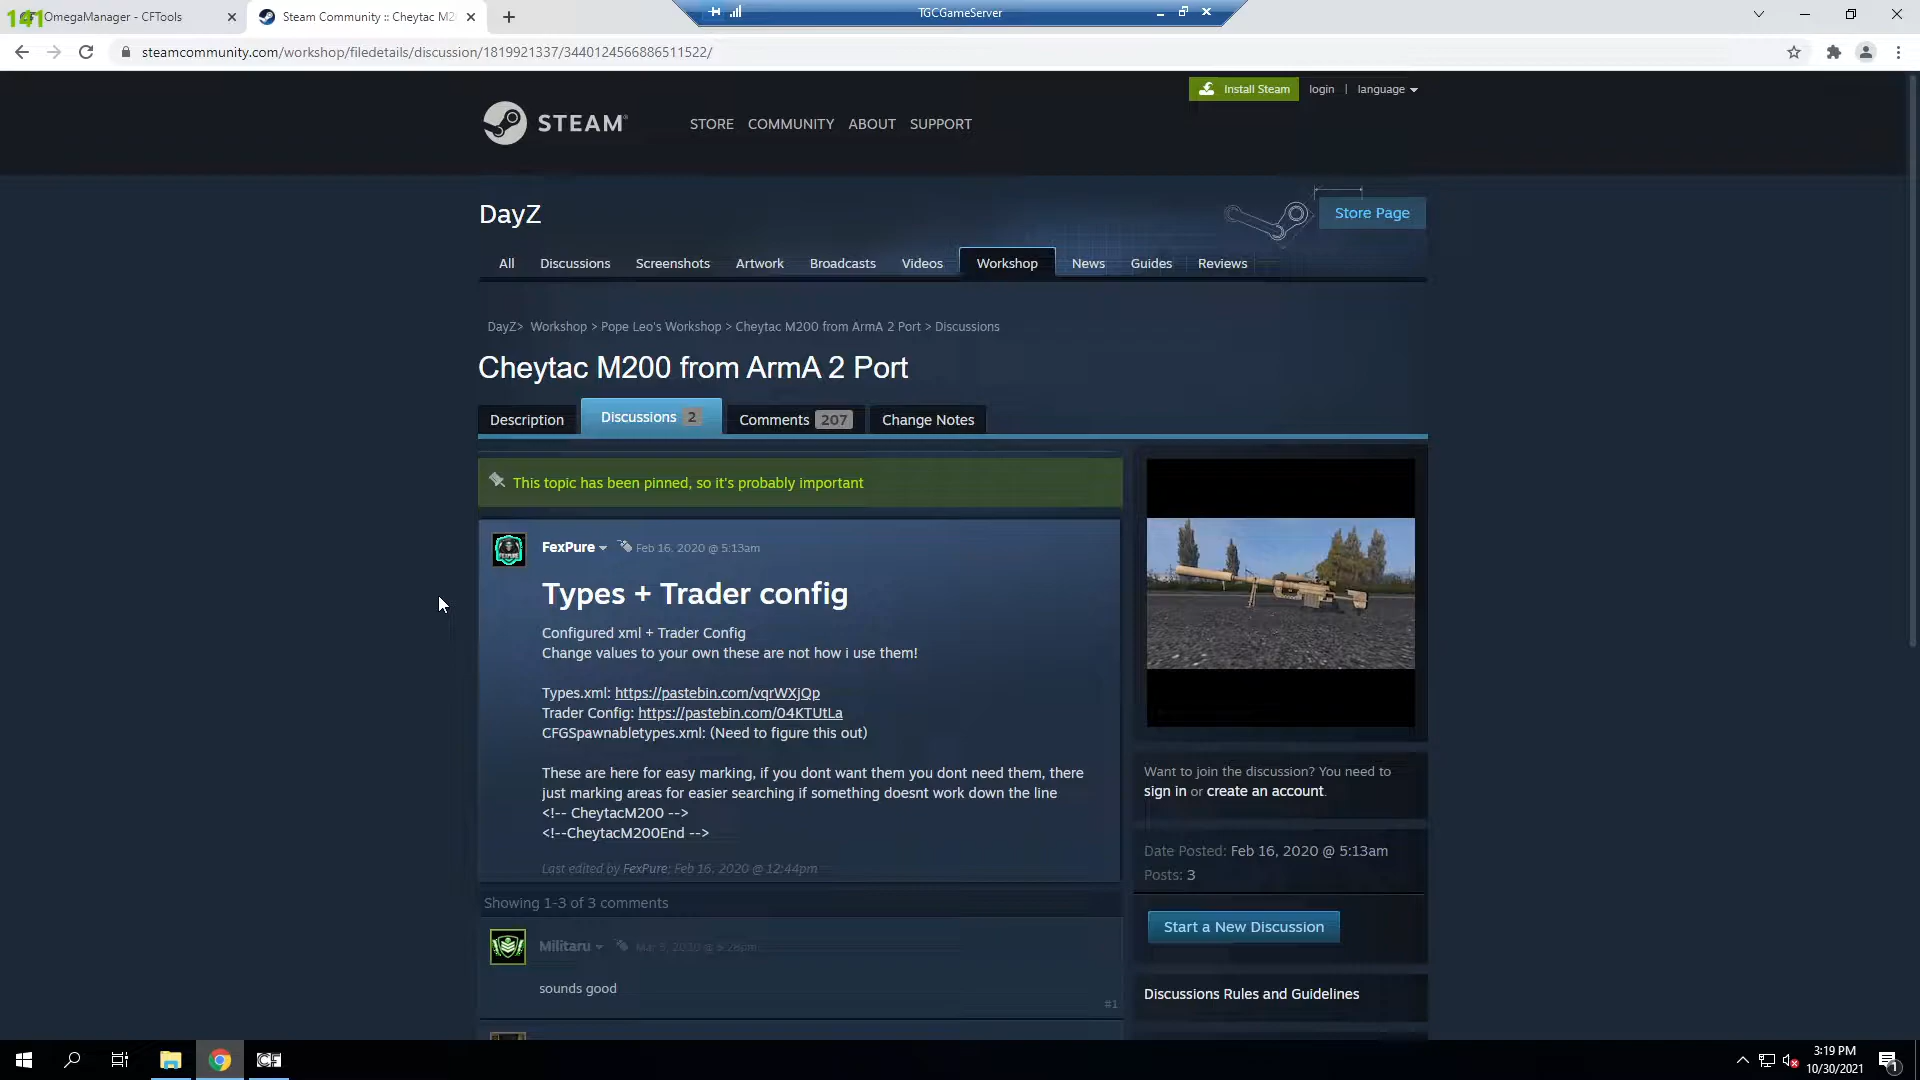 141
OmegaManager - CFTools
Steam Community :: Cheytac M2
TGCGameServer
steamcommunity.com/workshop/filedetails/discussion/1819921337/3440124566886511522/
Install Steam
login | language
STEAM
STORE COMMUNITY ABOUT SUPPORT
DayZ
Store Page
All Discussions Screenshots Artwork Broadcasts Videos Workshop News Guides Reviews
DayZ> Workshop > Pope Leo's Workshop > Cheytac M200 from ArmA 2 Port > Discussions
Cheytac M200 from ArmA 2 Port
Description Discussions 2 Comments 207 Change Notes
This topic has been pinned, so it's probably important
FexPure Feb 16, 2020 @ 5:13am
Types + Trader config
Configured xml + Trader Config
Change values to your own these are not how i use them!
Types.xml: https://pastebin.com/vqrWXjQp
Trader Config: https://pastebin.com/04KTUtLa
CFGSpawnabletypes.xml: (Need to figure this out)
These are here for easy marking, if you dont want them you dont need them, there
just marking areas for easier searching if something doesnt work down the line
<!-- CheytacM200 -->
<!--CheytacM200End -->
Last edited by FexPure; Feb 16, 2020 @ 12:44pm
Showing 1-3 of 3 comments
Militaru
sounds good
#1
Want to join the discussion? You need to
sign in or create an account.
Date Posted: Feb 16, 2020 @ 5:13am
Posts: 3
Start a New Discussion
Discussions Rules and Guidelines
CF
3:19 PM
10/30/2021
1